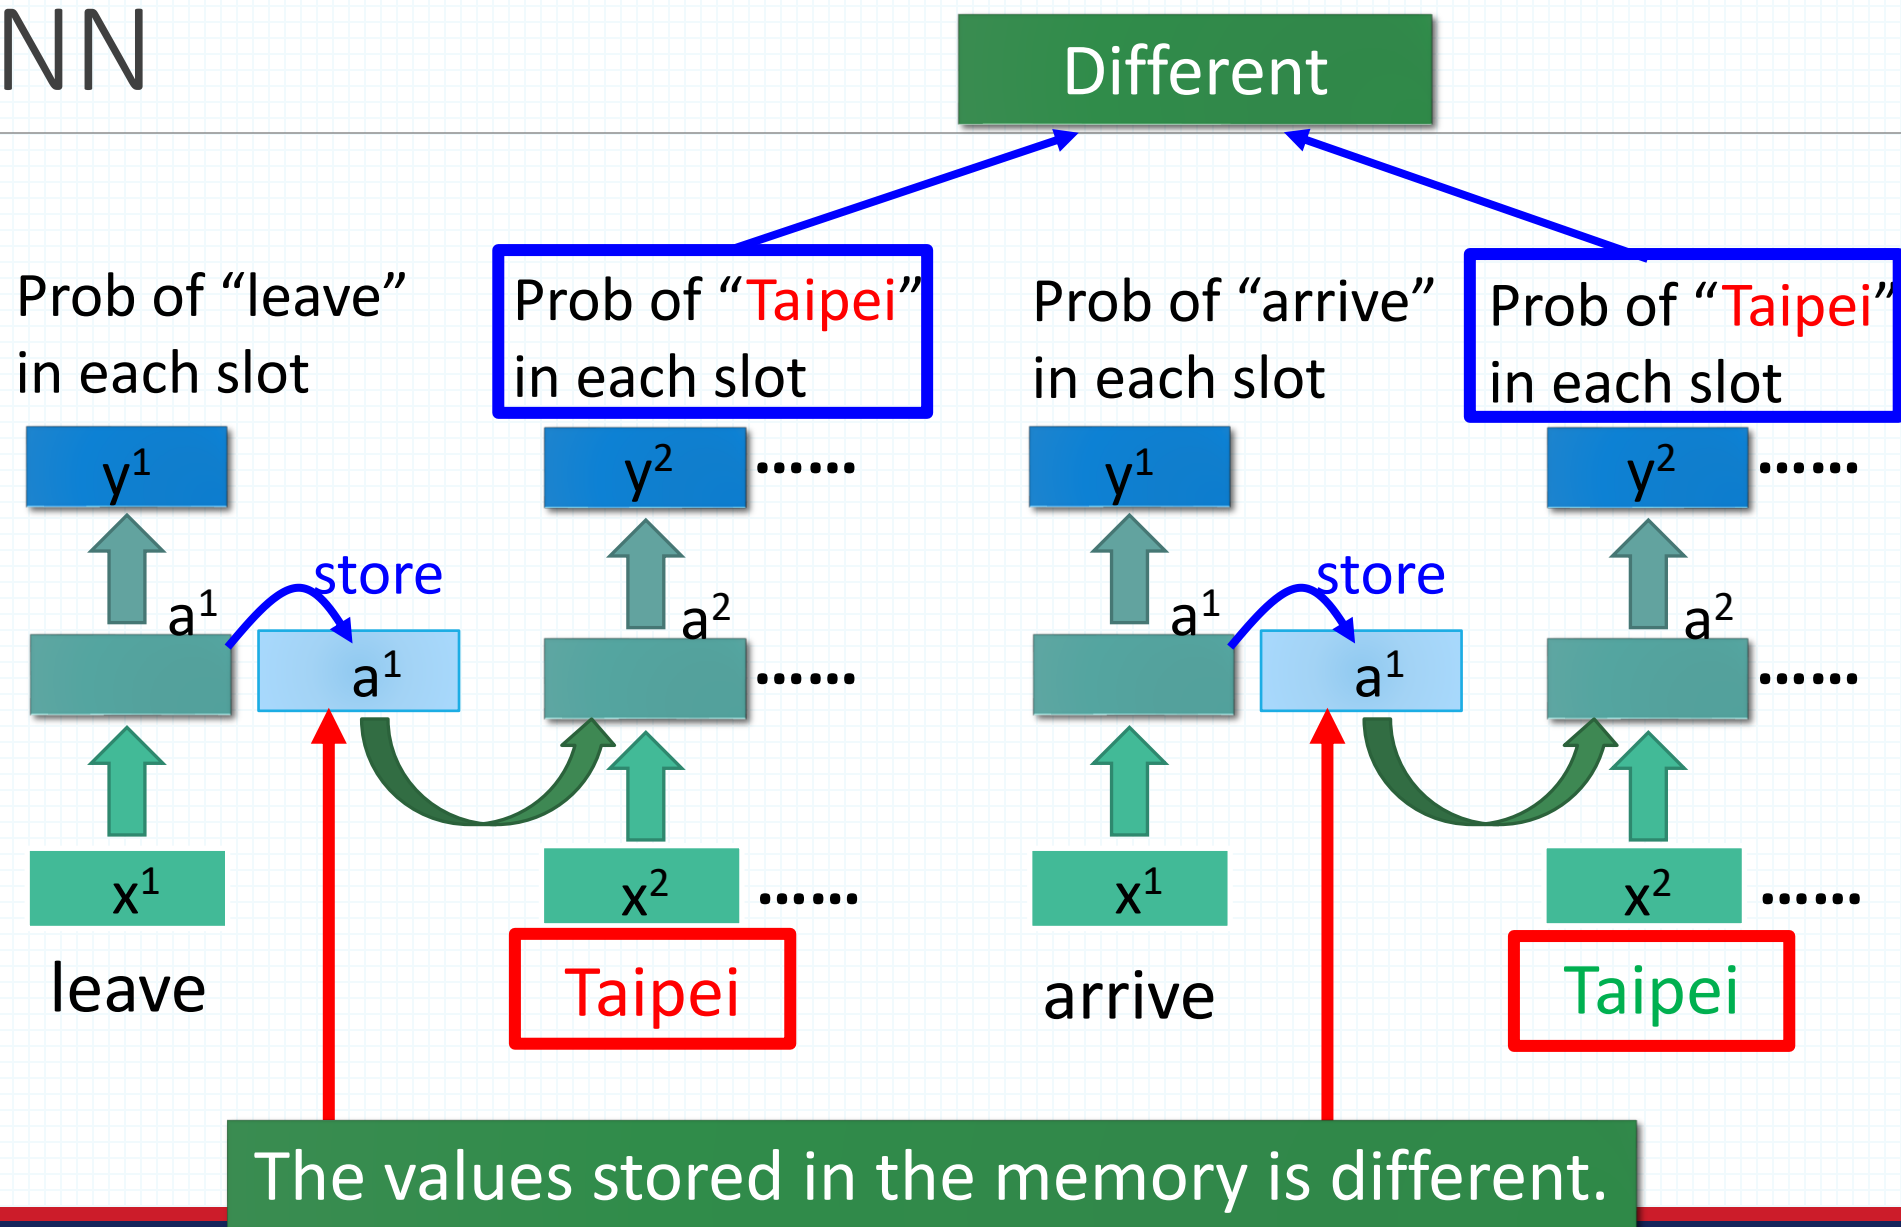 NN
Different
Prob of “leave”
in each slot
Prob of “Taipei”
in each slot
Prob of “arrive”
in each slot
Prob of “Taipei”
in each slot
y¹
y² ……
y¹
y² ……
store
store
a¹
a²
a¹
a²
a¹
……
a¹
……
x¹
x² ……
x¹
x² ……
leave
Taipei
arrive
Taipei
The values stored in the memory is different.